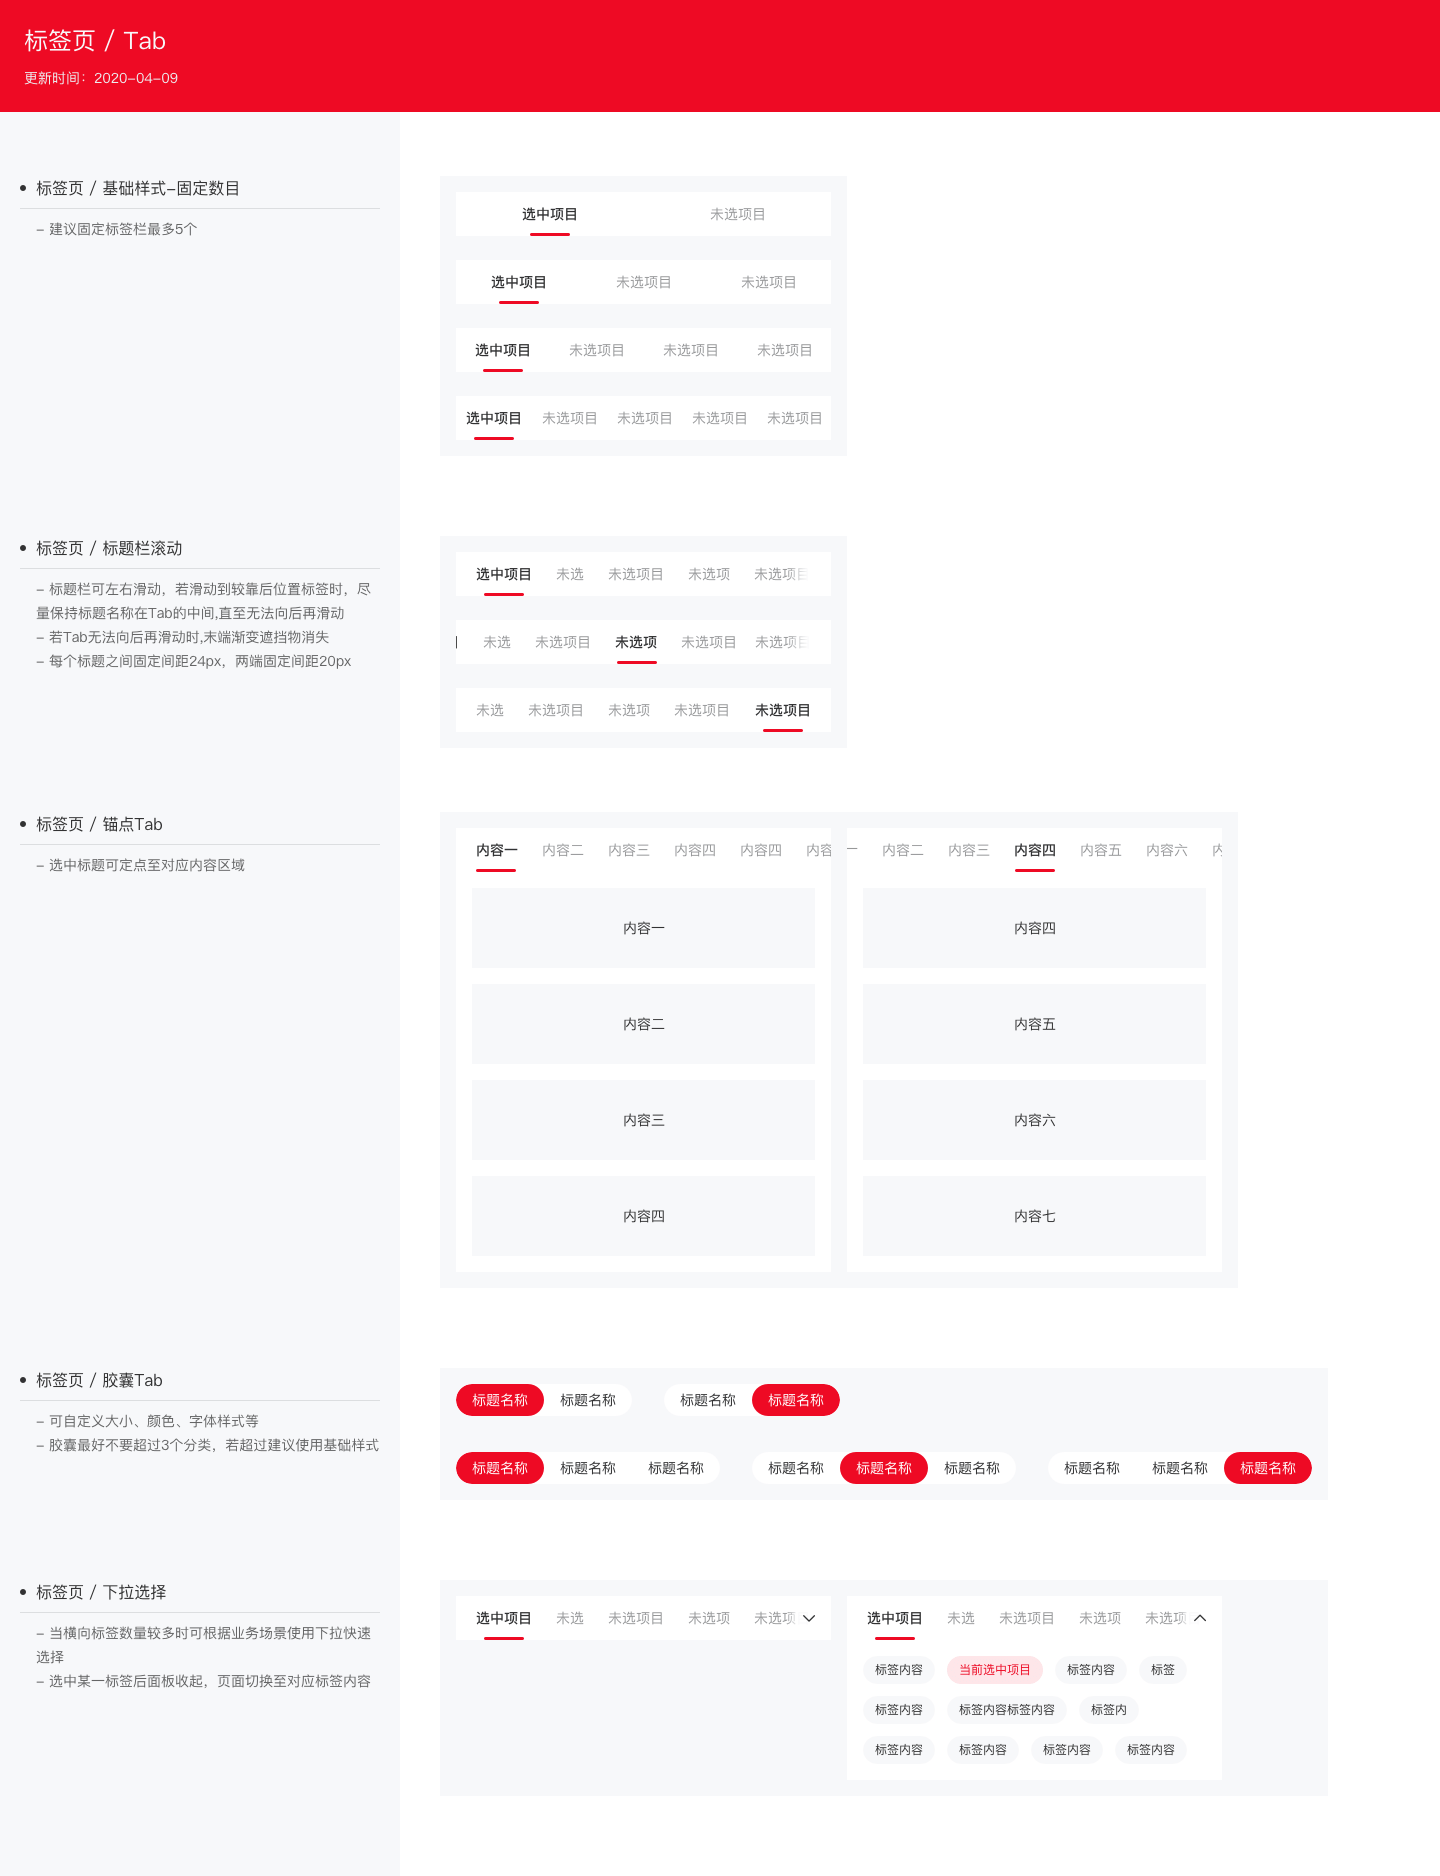 标签页 / Tab
更新时间：2020-04-09
标签页 / 基础样式-固定数目
- 建议固定标签栏最多5个
选中项目 未选项目
选中项目 未选项目 未选项目
选中项目 未选项目 未选项目 未选项目
选中项目 未选项目 未选项目 未选项目 未选项目
标签页 / 标题栏滚动
- 标题栏可左右滑动，若滑动到较靠后位置标签时，尽
量保持标题名称在Tab的中间,直至无法向后再滑动
- 若Tab无法向后再滑动时,末端渐变遮挡物消失
- 每个标题之间固定间距24px，两端固定间距20px
选中项目 未选 未选项目 未选项 未选项目
未选 未选项目 未选项 未选项目 未选项目
未选 未选项目 未选项 未选项目 未选项目
标签页 / 锚点Tab
- 选中标题可定点至对应内容区域
内容一 内容二 内容三 内容四 内容四 内容
内容一
内容二
内容三
内容四
一 内容二 内容三 内容四 内容五 内容六 内
内容四
内容五
内容六
内容七
标签页 / 胶囊Tab
- 可自定义大小、颜色、字体样式等
- 胶囊最好不要超过3个分类，若超过建议使用基础样式
标题名称 标题名称 标题名称 标题名称
标题名称 标题名称 标题名称 标题名称 标题名称 标题名称 标题名称 标题名称 标题名称
标签页 / 下拉选择
- 当横向标签数量较多时可根据业务场景使用下拉快速
选择
- 选中某一标签后面板收起，页面切换至对应标签内容
选中项目 未选 未选项目 未选项 未选项
选中项目 未选 未选项目 未选项 未选项
标签内容 当前选中项目 标签内容 标签
标签内容 标签内容标签内容 标签内
标签内容 标签内容 标签内容 标签内容